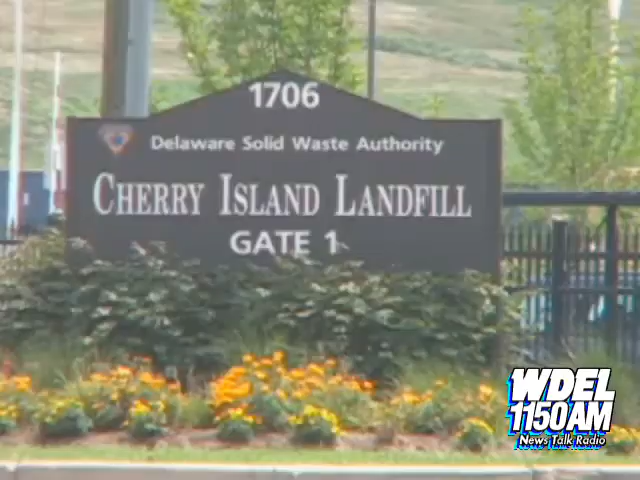 1706
Delaware Solid Waste Authority
CHERRY ISLAND LANDFILL
GATE 1
WDEL
1150AM
News Talk Radio